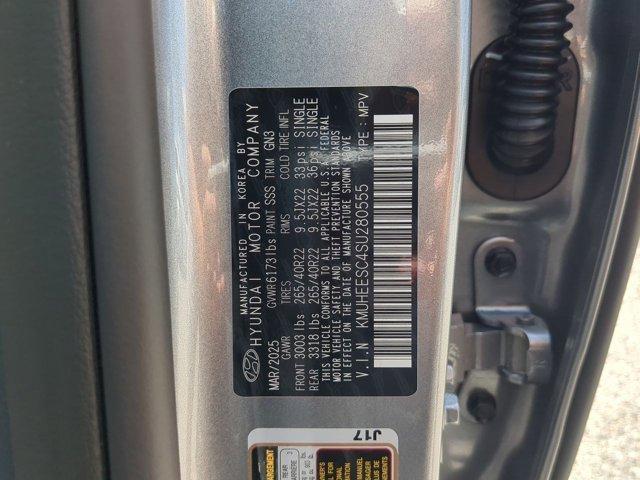 MANUFACTURED IN KOREA BY
HYUNDAI MOTOR COMPANY
MAR/2025 GVWR 6173 lbs PAINT SSS TRIM GN3
GAWR TIRES RIMS COLD TIRE INFL
FRONT 3003 lbs 265/40R22 9.5JX22 33psi SINGLE
REAR 3318 lbs 265/40R22 9.5JX22 36psi SINGLE
THIS VEHICLE CONFORMS TO ALL APPLICABLE U.S. FEDERAL
MOTOR VEHICLE SAFETY AND THEFT PREVENTION STANDARDS
IN EFFECT ON THE DATE OF MANUFACTURE SHOWN ABOVE
V.I.N KMUHEESC4SU280555 TYPE : MPV
J17
REAR
ARRIÈRE
MANUAL